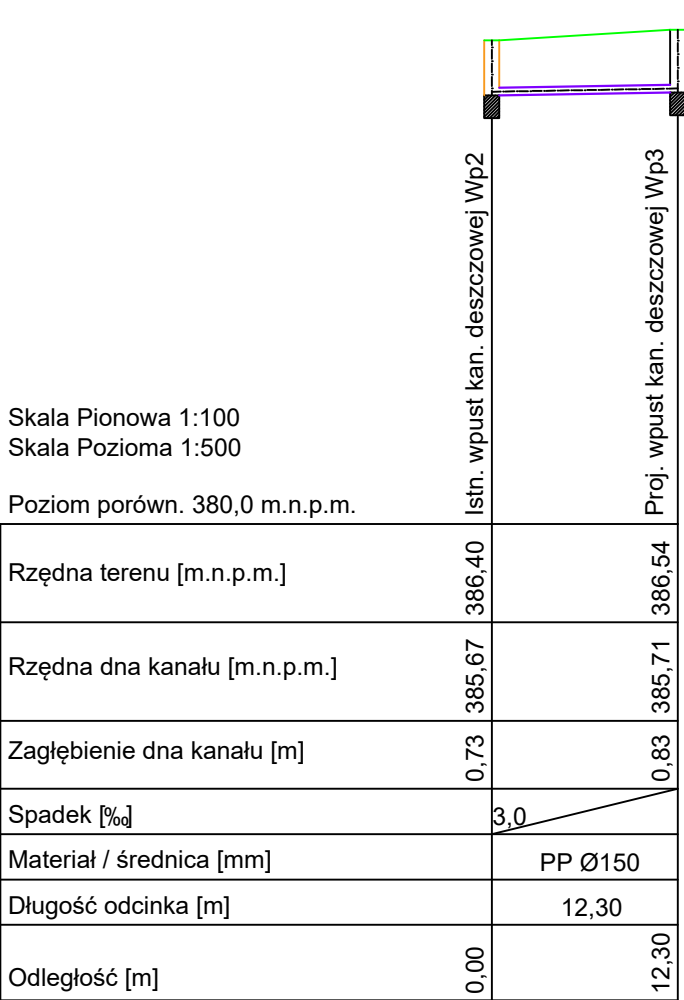 Istn. wpust kan. deszczowej Wp2
Proj. wpust kan. deszczowej Wp3
Skala Pionowa 1:100
Skala Pozioma 1:500
Poziom porówn. 380,0 m.n.p.m.
Rzędna terenu [m.n.p.m.] 386,40 386,54
Rzędna dna kanału [m.n.p.m.] 385,67 385,71
Zagłębienie dna kanału [m] 0,73 0,83
Spadek [‰] 3,0
Materiał / średnica [mm] PP Ø150
Długość odcinka [m] 12,30
Odległość [m] 0,00 12,30